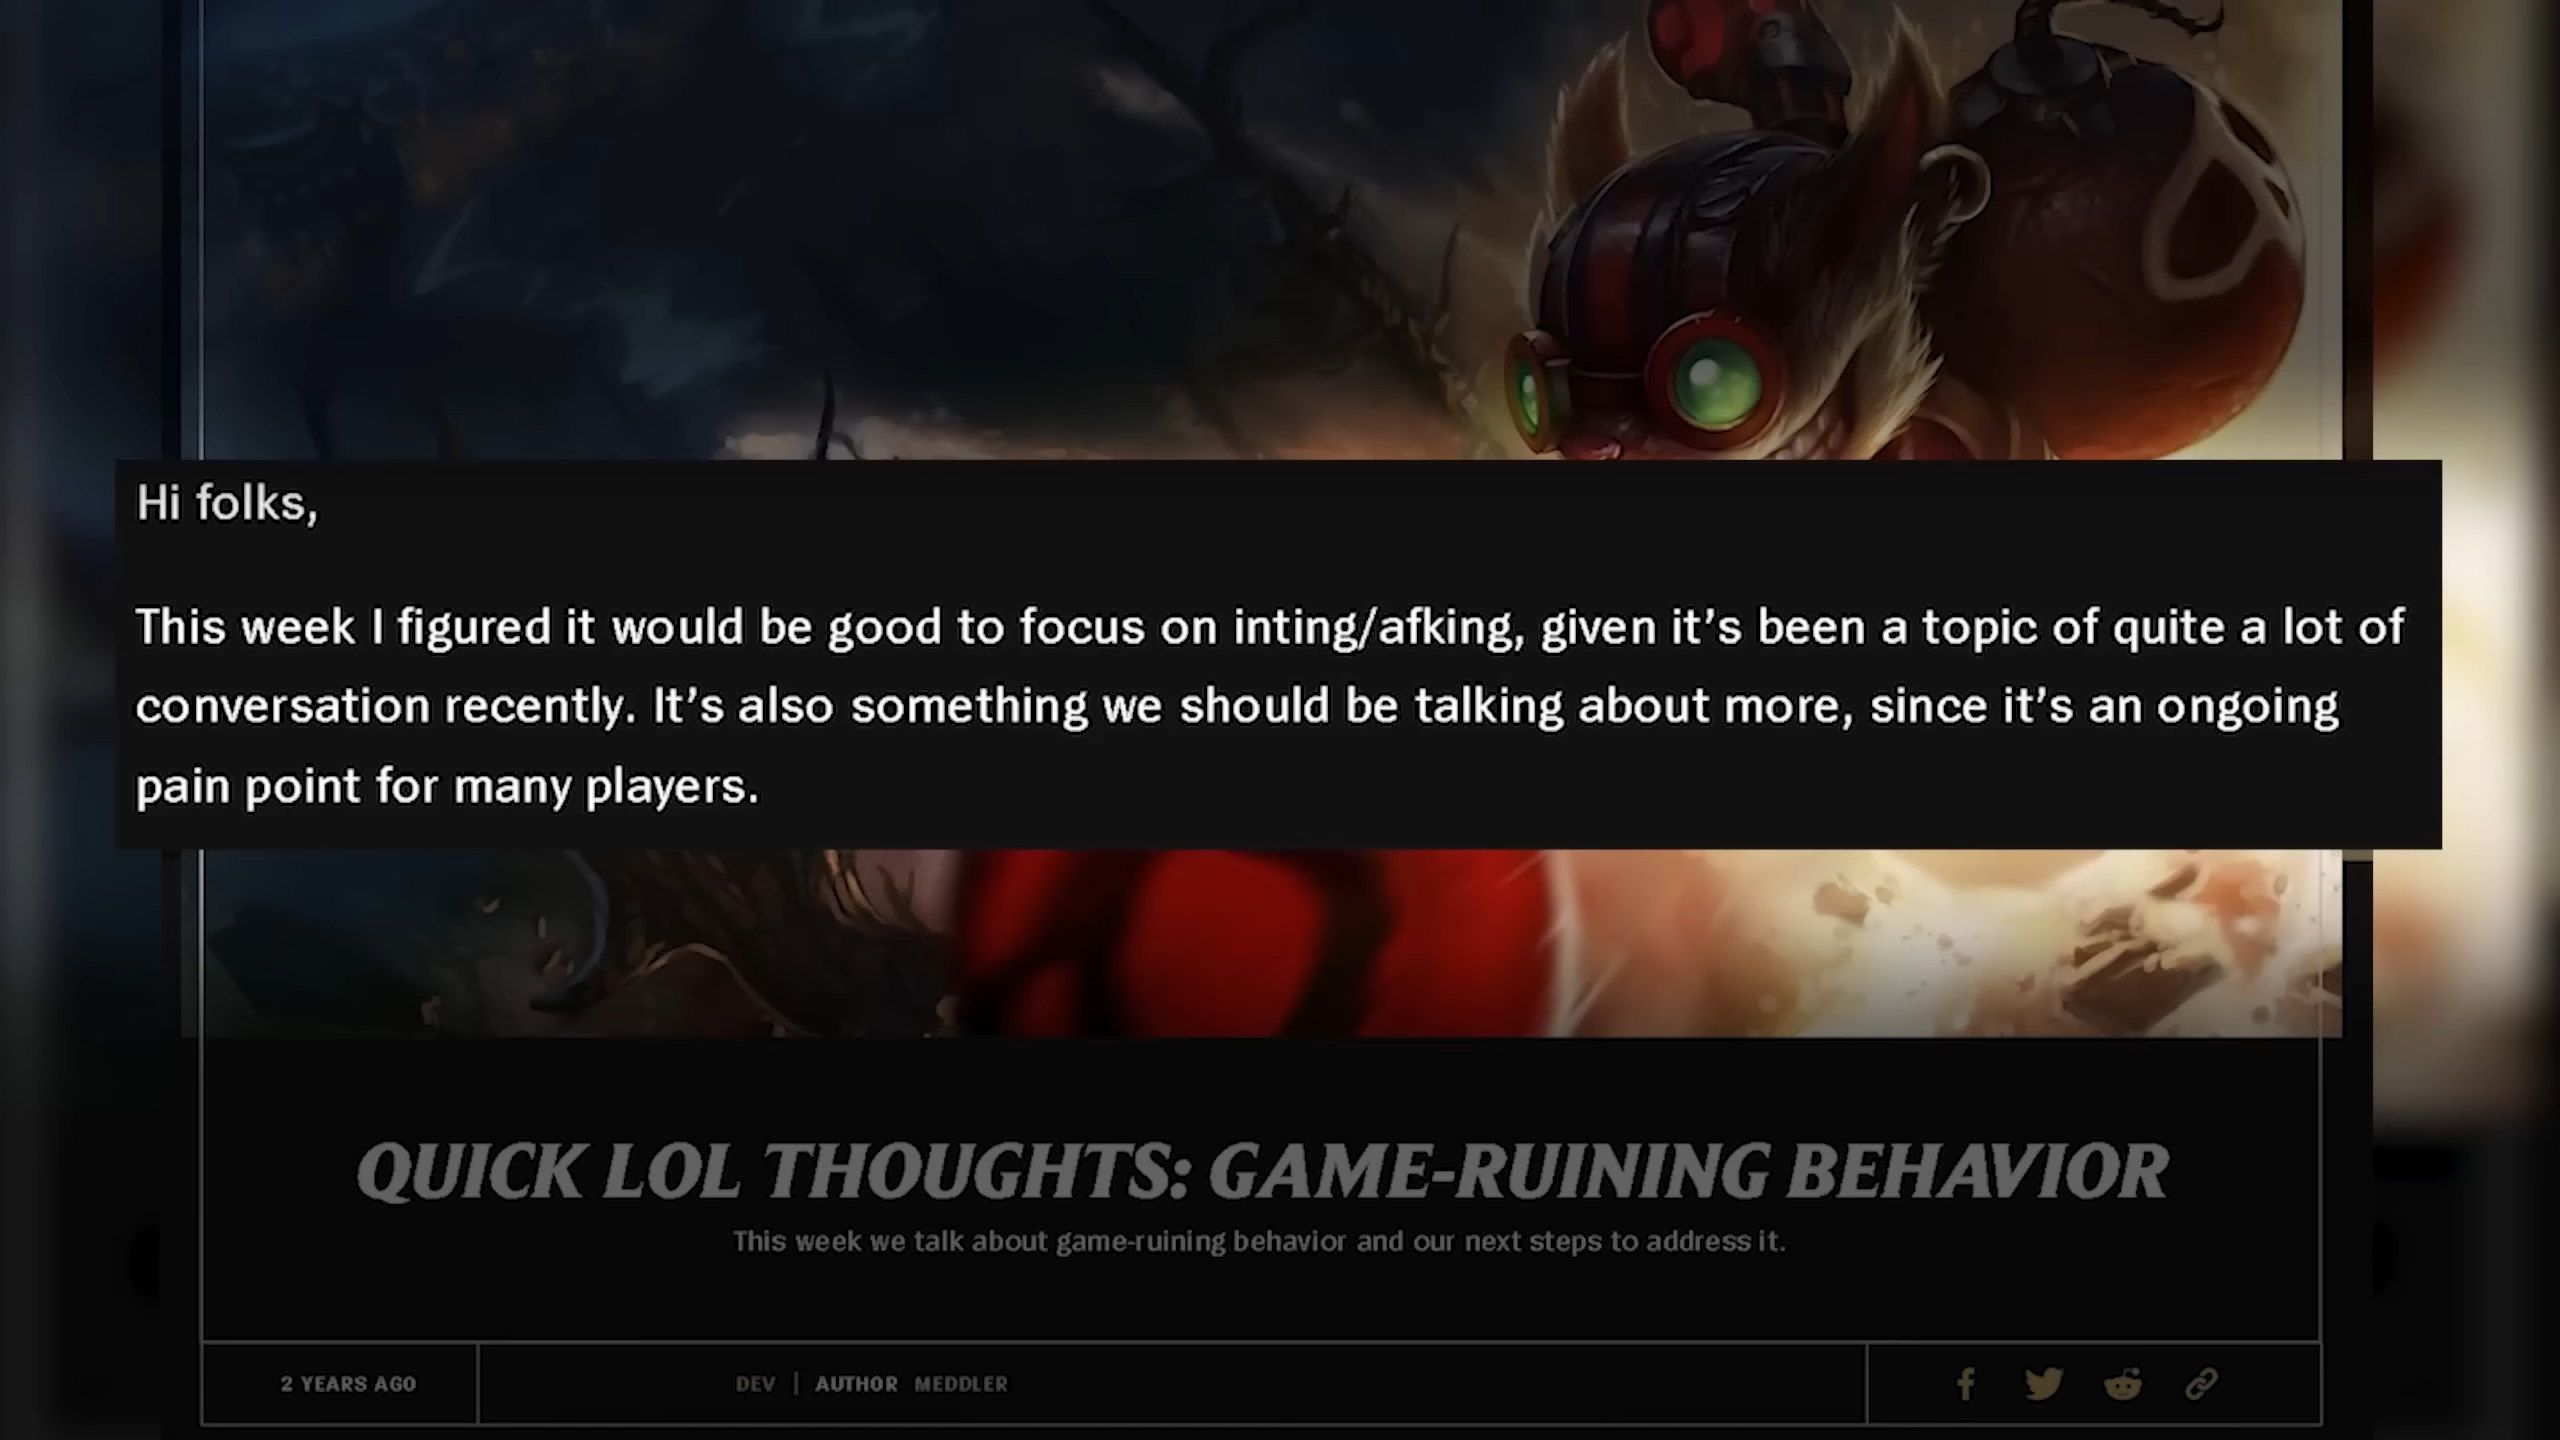 Hi folks,
This week I figured it would be good to focus on inting/afking, given it’s been a topic of quite a lot of
conversation recently. It’s also something we should be talking about more, since it’s an ongoing
pain point for many players.
QUICK LOL THOUGHTS: GAME-RUINING BEHAVIOR
This week we talk about game-ruining behavior and our next steps to address it.
2 YEARS AGO
DEV | AUTHOR MEDDLER